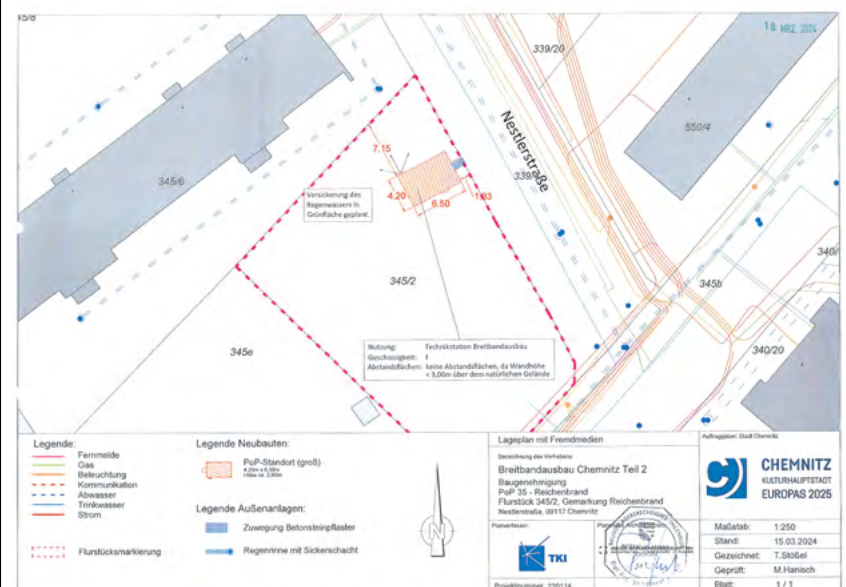 45/8
18. MRZ. 2024
339/20
Nestlerstraße
550/4
345/6
7.15
339/
4.20
6.50
1.93
Versickerung des
Regenwassers in
Grünfläche geplant.
345/2
345b
340/
345e
340/20
Nutzung: Technikstation Breitbandausbau
Geschossigkeit: I
Abstandsflächen: keine Abstandsflächen, da Wandhöhe
< 3,00m über dem natürlichen Gelände
Legende:
Fernmelde
Gas
Beleuchtung
Kommunikation
Abwasser
Trinkwasser
Strom
Flurstücksmarkierung
Legende Neubauten:
PoP-Standort (groß)
Legende Außenanlagen:
Zuwegung Betonsteinpflaster
Regenrinne mit Sickerschacht
N
Lageplan mit Fremdmedien
Bezeichnung des Vorhabens:
Breitbandausbau Chemnitz Teil 2
Baugenehmigung
PoP 35 - Reichenbrand
Flurstück 345/2, Gemarkung Reichenbrand
Nestlerstraße, 09117 Chemnitz
Planverfasser:
TKI
Projektnummer: 220114
Auftraggeber: Stadt Chemnitz
CHEMNITZ
KULTURHAUPTSTADT
EUROPAS 2025
Maßstab: 1:250
Stand: 15.03.2024
Gezeichnet: T.Stößel
Geprüft: M.Hanisch
Blatt: 1 / 1